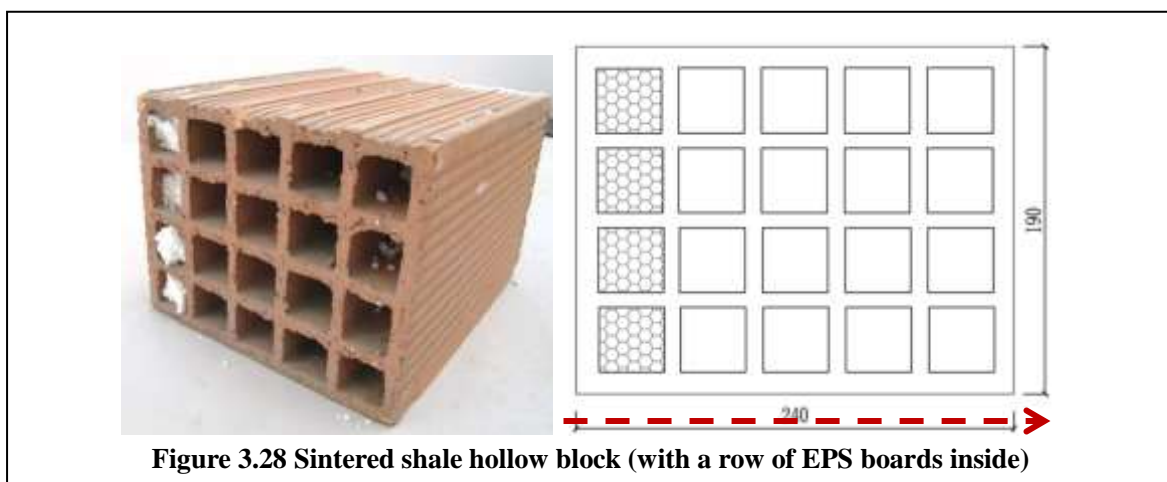 190
240
Figure 3.28 Sintered shale hollow block (with a row of EPS boards inside)